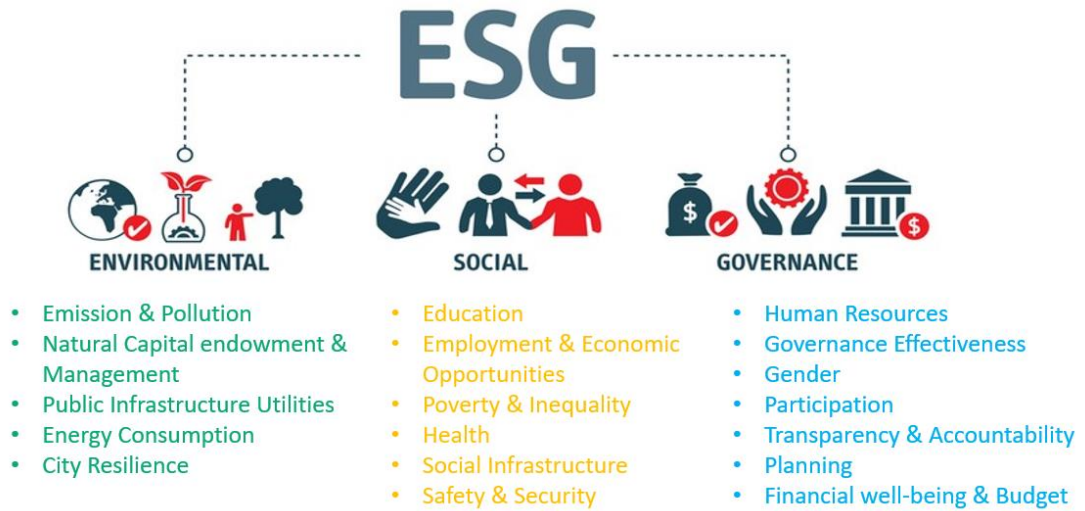 ESG
ENVIRONMENTAL
• Emission & Pollution
• Natural Capital endowment &
Management
• Public Infrastructure Utilities
• Energy Consumption
• City Resilience
SOCIAL
• Education
• Employment & Economic
Opportunities
• Poverty & Inequality
• Health
• Social Infrastructure
• Safety & Security
$
$
GOVERNANCE
• Human Resources
• Governance Effectiveness
• Gender
• Participation
• Transparency & Accountability
• Planning
• Financial well-being & Budget